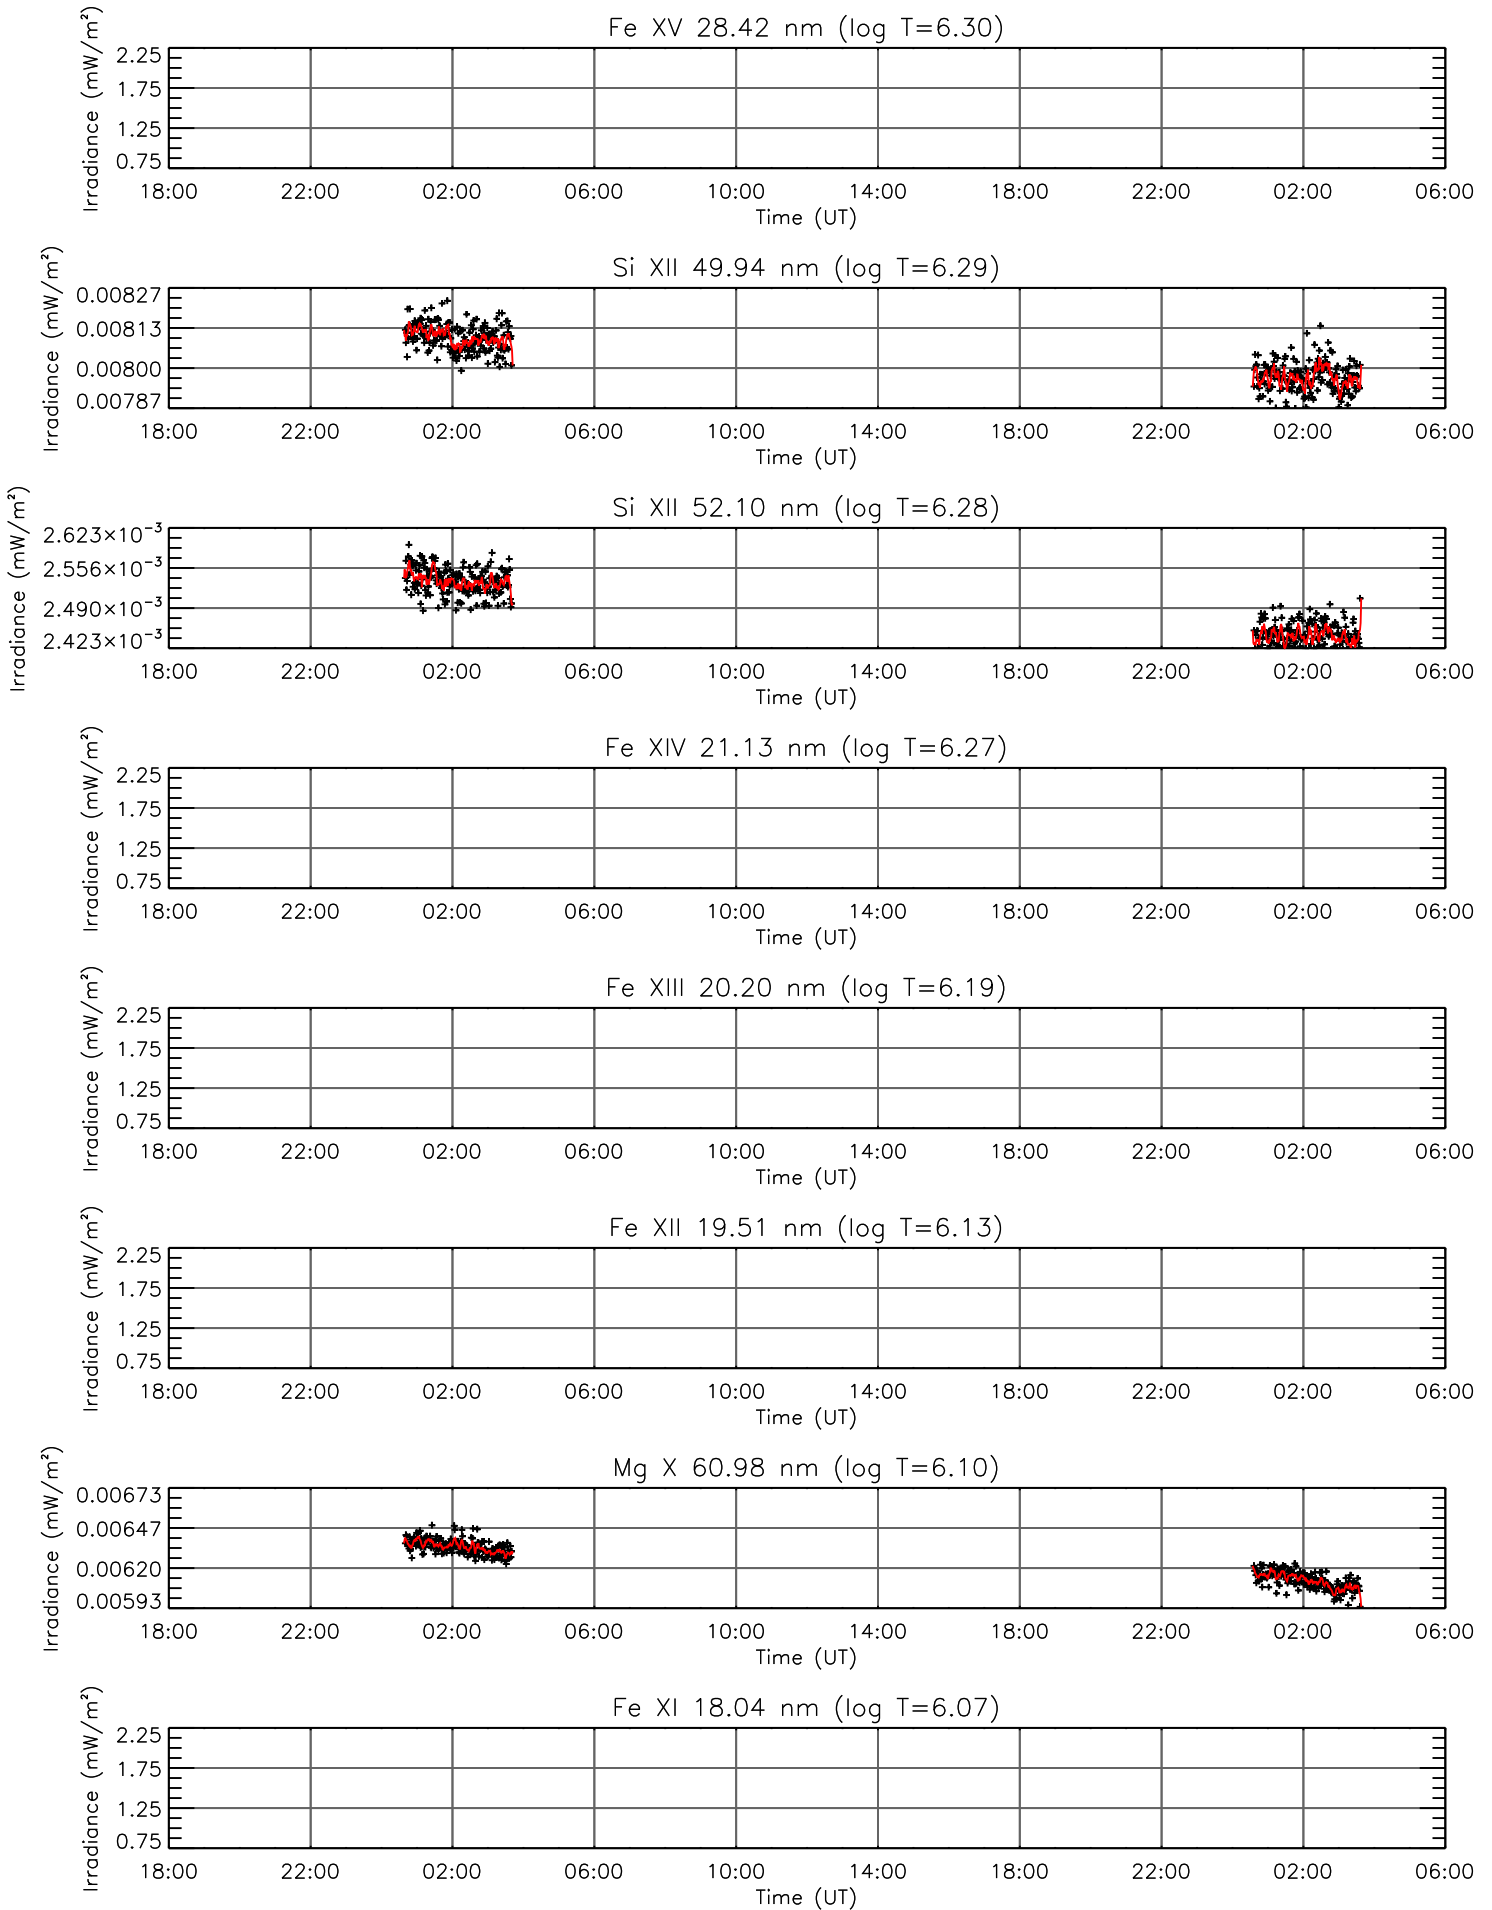 Fe XV 28.42 nm (log T=6.30)
Irradiance (mW/m²)
2.25
1.75
1.25
0.75
18:00 22:00 02:00 06:00 10:00 14:00 18:00 22:00 02:00 06:00
Time (UT)
Si XII 49.94 nm (log T=6.29)
Irradiance (mW/m²)
0.00827
0.00813
0.00800
0.00787
18:00 22:00 02:00 06:00 10:00 14:00 18:00 22:00 02:00 06:00
Time (UT)
Si XII 52.10 nm (log T=6.28)
Irradiance (mW/m²)
2.623×10⁻³
2.556×10⁻³
2.490×10⁻³
2.423×10⁻³
18:00 22:00 02:00 06:00 10:00 14:00 18:00 22:00 02:00 06:00
Time (UT)
Fe XIV 21.13 nm (log T=6.27)
Irradiance (mW/m²)
2.25
1.75
1.25
0.75
18:00 22:00 02:00 06:00 10:00 14:00 18:00 22:00 02:00 06:00
Time (UT)
Fe XIII 20.20 nm (log T=6.19)
Irradiance (mW/m²)
2.25
1.75
1.25
0.75
18:00 22:00 02:00 06:00 10:00 14:00 18:00 22:00 02:00 06:00
Time (UT)
Fe XII 19.51 nm (log T=6.13)
Irradiance (mW/m²)
2.25
1.75
1.25
0.75
18:00 22:00 02:00 06:00 10:00 14:00 18:00 22:00 02:00 06:00
Time (UT)
Mg X 60.98 nm (log T=6.10)
Irradiance (mW/m²)
0.00673
0.00647
0.00620
0.00593
18:00 22:00 02:00 06:00 10:00 14:00 18:00 22:00 02:00 06:00
Time (UT)
Fe XI 18.04 nm (log T=6.07)
Irradiance (mW/m²)
2.25
1.75
1.25
0.75
18:00 22:00 02:00 06:00 10:00 14:00 18:00 22:00 02:00 06:00
Time (UT)